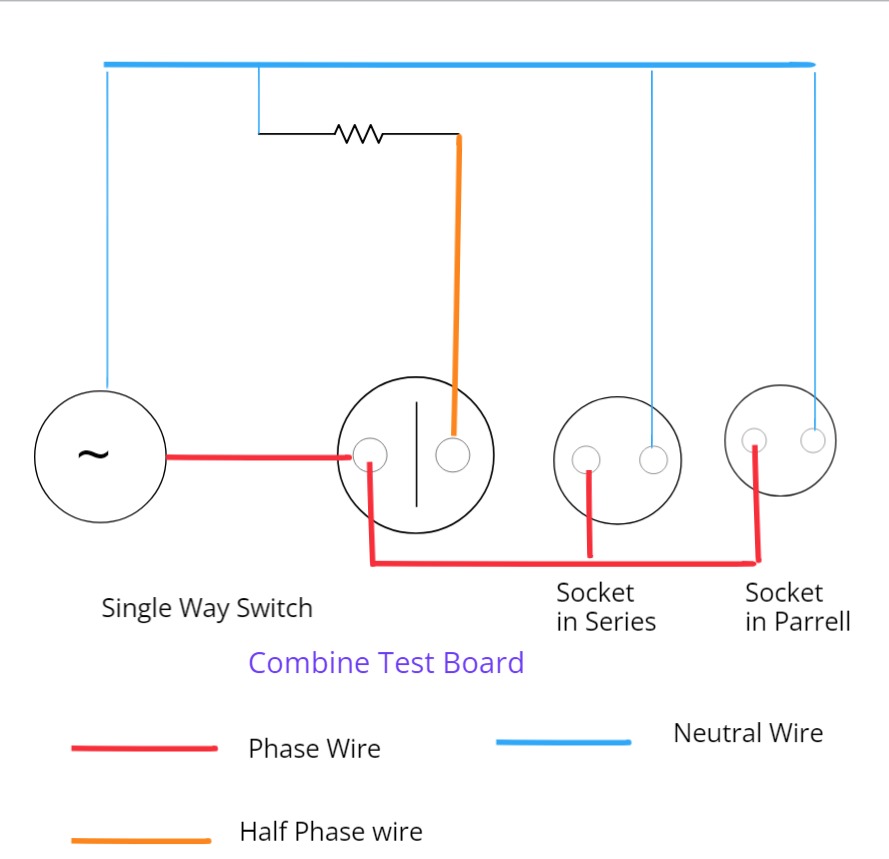 ~
Single Way Switch
Socket
in Series
Socket
in Parrell
Combine Test Board
Phase Wire
Neutral Wire
Half Phase wire